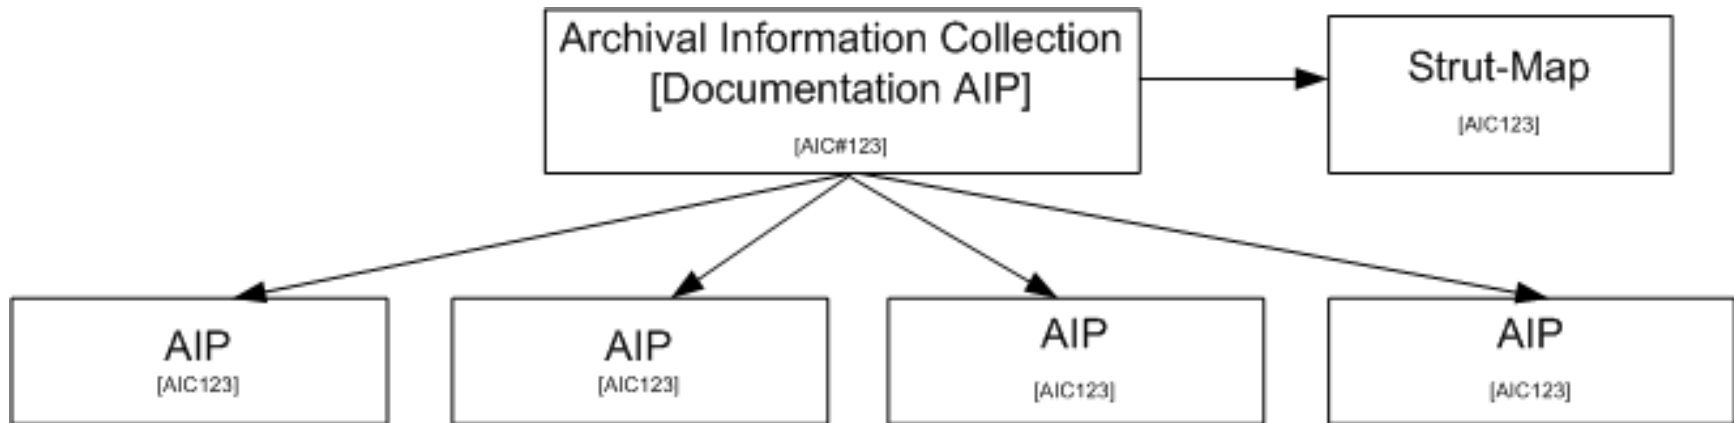 Archival Information Collection
[Documentation AIP]
[AIC#123]
Strut-Map
[AIC123]
AIP
[AIC123]
AIP
[AIC123]
AIP
[AIC123]
AIP
[AIC123]